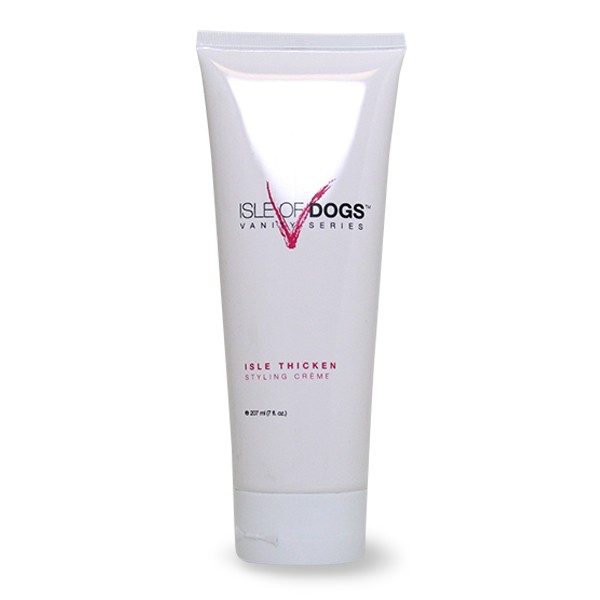 ISLE OF DOGS™
VANITY SERIES
ISLE THICKEN
STYLING CRÈME
℮ 207 ml (7 fl. oz.)